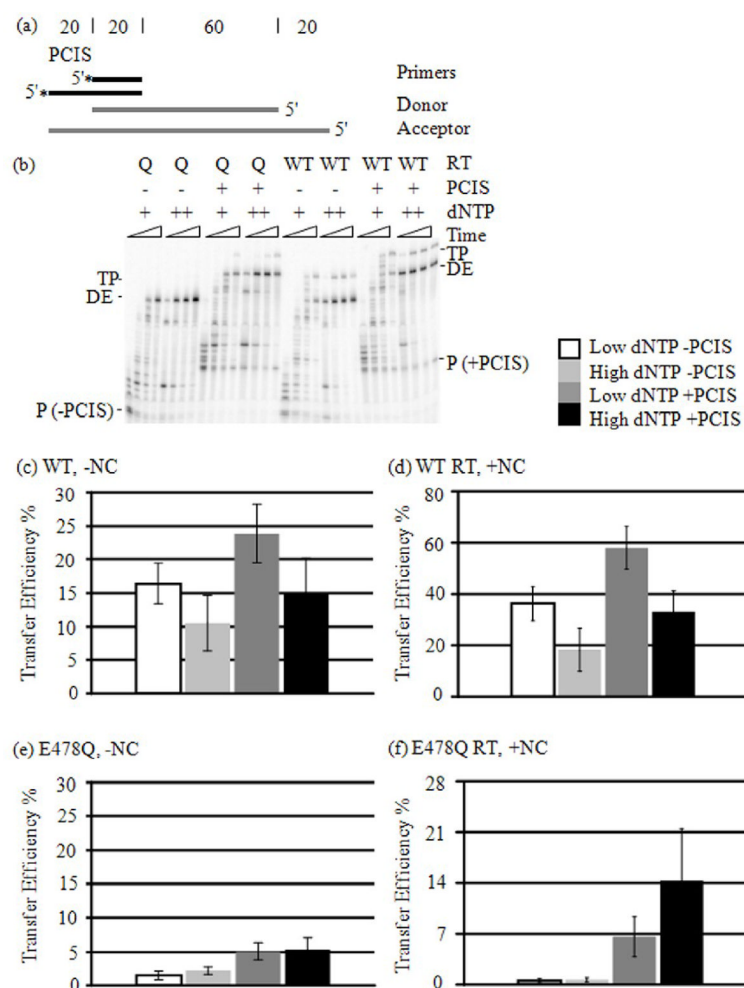 (a) 20 | 20 | 60 | 20
PCIS
5'* Primers
5'*
5' Donor
5' Acceptor
(b) Q Q Q Q WT WT WT WT RT
- - + + - - + + PCIS
+ ++ + ++ + ++ + ++ dNTP
Time
TP
DE
TP-
DE -
P (+PCIS)
P (-PCIS)
Low dNTP -PCIS
High dNTP -PCIS
Low dNTP +PCIS
High dNTP +PCIS
(c) WT, -NC
Transfer Efficiency %
30
25
20
15
10
5
0
(d) WT RT, +NC
Transfer Efficiency %
80
60
40
20
0
(e) E478Q, -NC
Transfer Efficiency %
30
25
20
15
10
5
0
(f) E478Q RT, +NC
Transfer Efficiency %
28
21
14
7
0